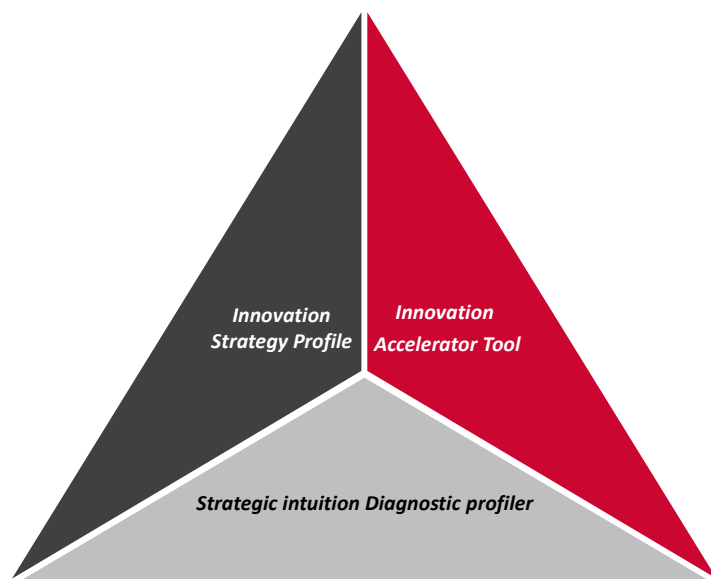 Innovation
Strategy Profile
Innovation
Accelerator Tool
Strategic intuition Diagnostic profiler